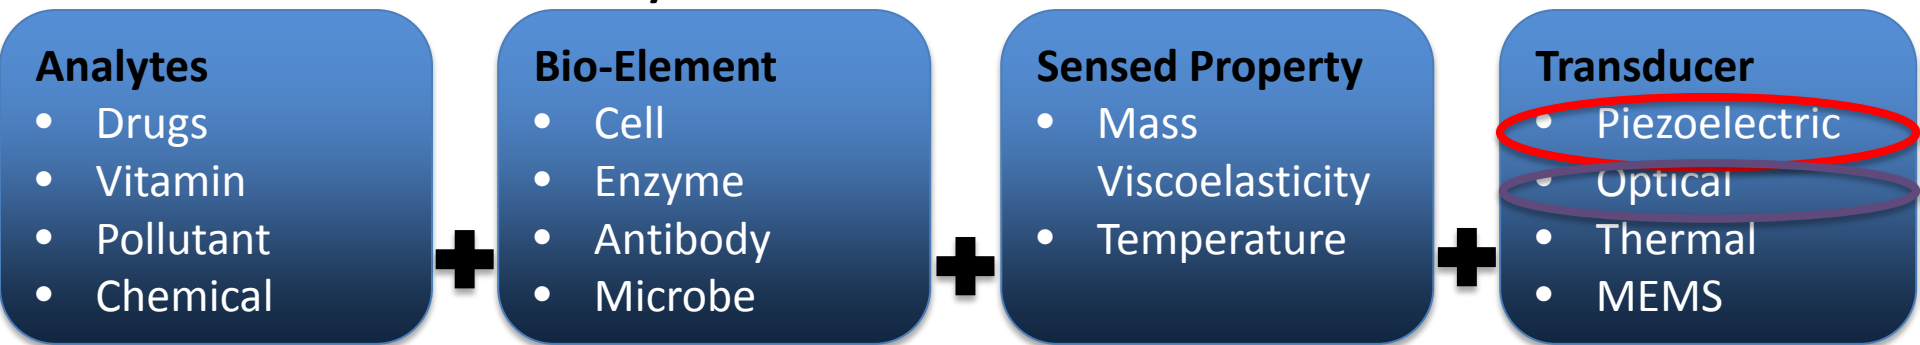 Analytes
• Drugs
• Vitamin
• Pollutant
• Chemical
Bio-Element
• Cell
• Enzyme
• Antibody
• Microbe
Sensed Property
• Mass
Viscoelasticity
• Temperature
Transducer
• Piezoelectric
• Optical
• Thermal
• MEMS